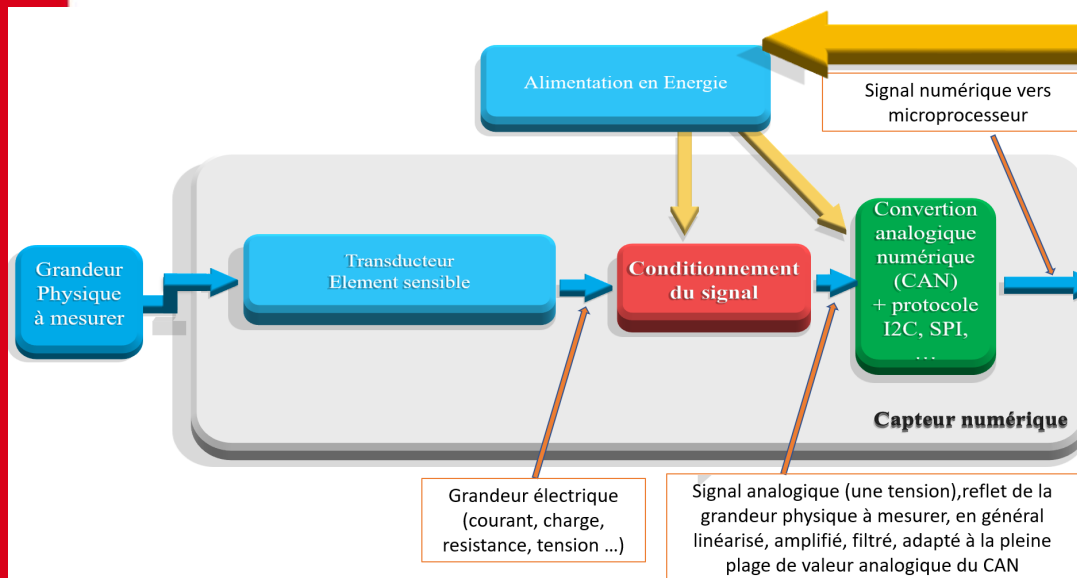 Alimentation en Energie
Signal numérique vers
microprocesseur
Grandeur
Physique
à mesurer
Transducteur
Element sensible
Conditionnement
du signal
Convertion
analogique
numérique
(CAN)
+ protocole
I2C, SPI,
...
Capteur numérique
Grandeur électrique
(courant, charge,
resistance, tension ...)
Signal analogique (une tension),reflet de la
grandeur physique à mesurer, en général
linéarisé, amplifié, filtré, adapté à la pleine
plage de valeur analogique du CAN